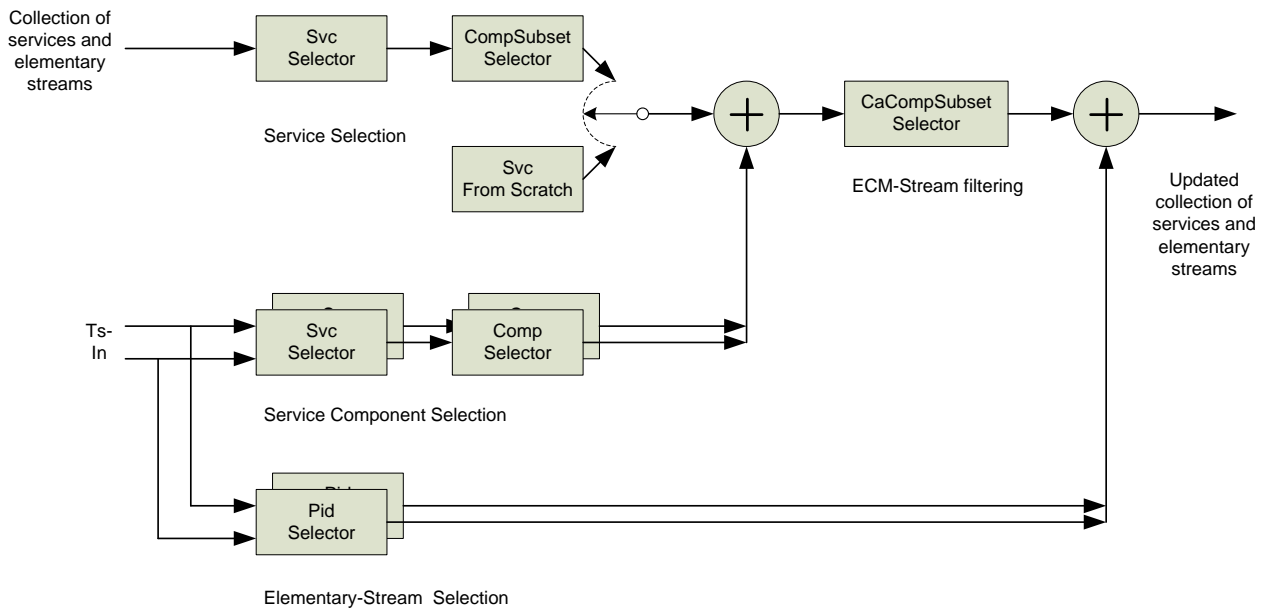 Collection of
services and
elementary
streams
Svc
Selector
CompSubset
Selector
Service Selection
Svc
From Scratch
+
CaCompSubset
Selector
+
ECM-Stream filtering
Updated
collection of
services and
elementary
streams
Ts-
In
Svc
Selector
Comp
Selector
Service Component Selection
Pid
Selector
Elementary-Stream Selection